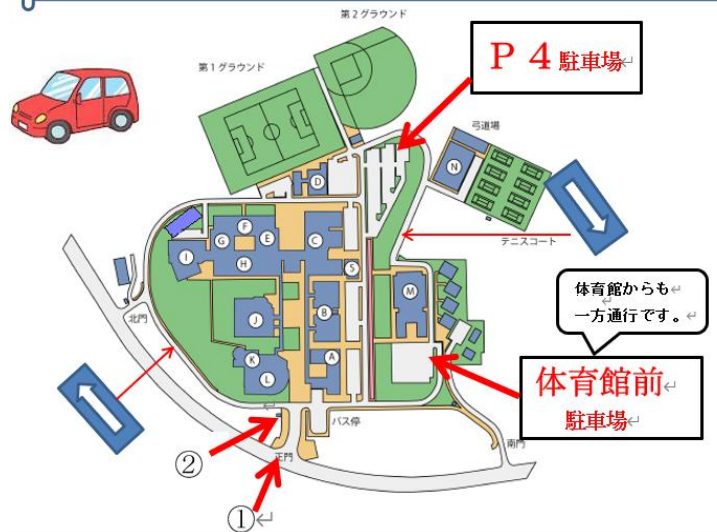 第2グラウンド
第1グラウンド
P 4 駐車場↵
弓道場
N
D
テニスコート
F
G
E
C
I
H
S
M
体育館からも↵
↵
一方通行です。↵
北門
J
B
K
A
L
体育館前↵
駐車場
↵
バス停
②
正門
南門
①↵